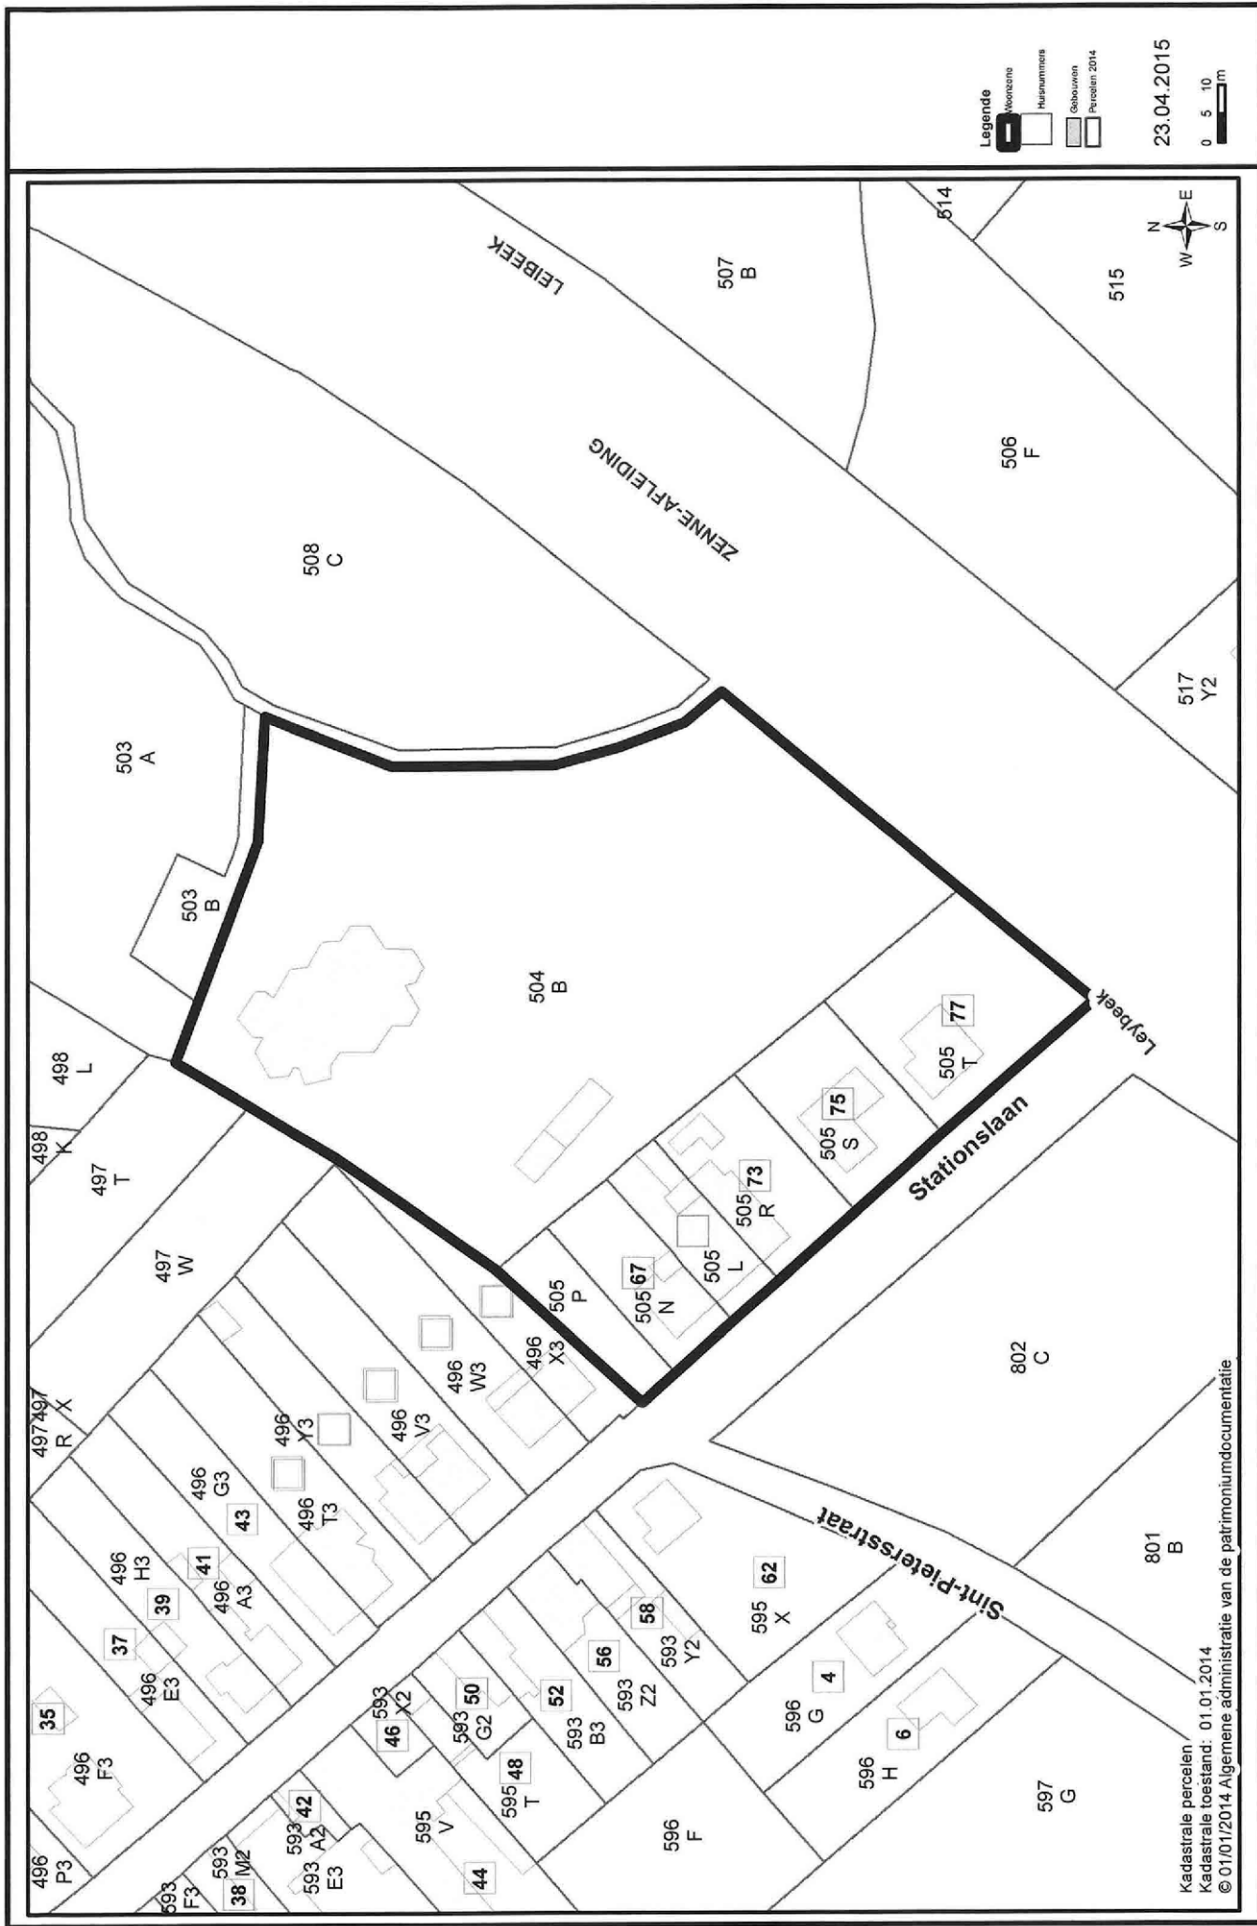 Legende
Woonzone
Huisnummers
Gebouwen
Percelen 2014
23.04.2015
0 5 10
m
N
W E
S
496
P3
35
496
F3
37
496
E3
39
496
H3
41
496
A3
43
496
G3
496
T3
496
Y3
496
V3
496
W3
496
X3
497
R
497
X
497
W
497
T
498
K
498
L
503
B
503
A
504
B
505
P
67
505
N
505
L
73
505
R
75
505
S
77
505
T
508
C
LEIBEEK
ZENNE-AFLEIDING
507
B
514
515
506
F
517
Y2
Leybeek
Stationslaan
Sint-Pietersstraat
802
C
801
B
593
F3
593
M2
38
593
A2
42
593
E3
44
595
V
46
593
X2
593
G2
50
48
595
T
52
593
B3
56
593
Z2
58
593
Y2
62
595
X
596
F
596
G
4
596
H
6
597
G
Kadastrale percelen
Kadastrale toestand: 01.01.2014
© 01/01/2014 Algemene administratie van de patrimoniumdocumentatie